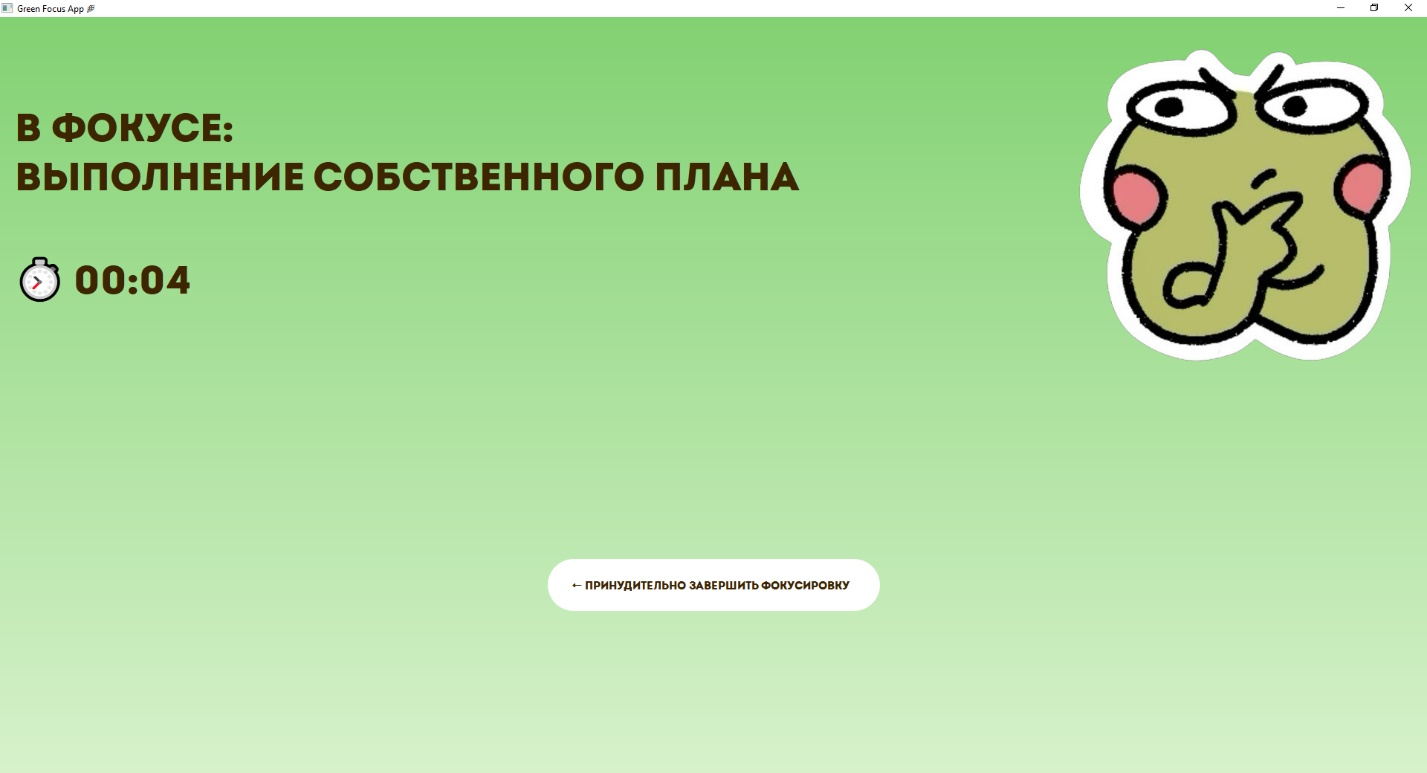 Green Focus App
В ФОКУСЕ:
ВЫПОЛНЕНИЕ СОБСТВЕННОГО ПЛАНА
00:04
← ПРИНУДИТЕЛЬНО ЗАВЕРШИТЬ ФОКУСИРОВКУ